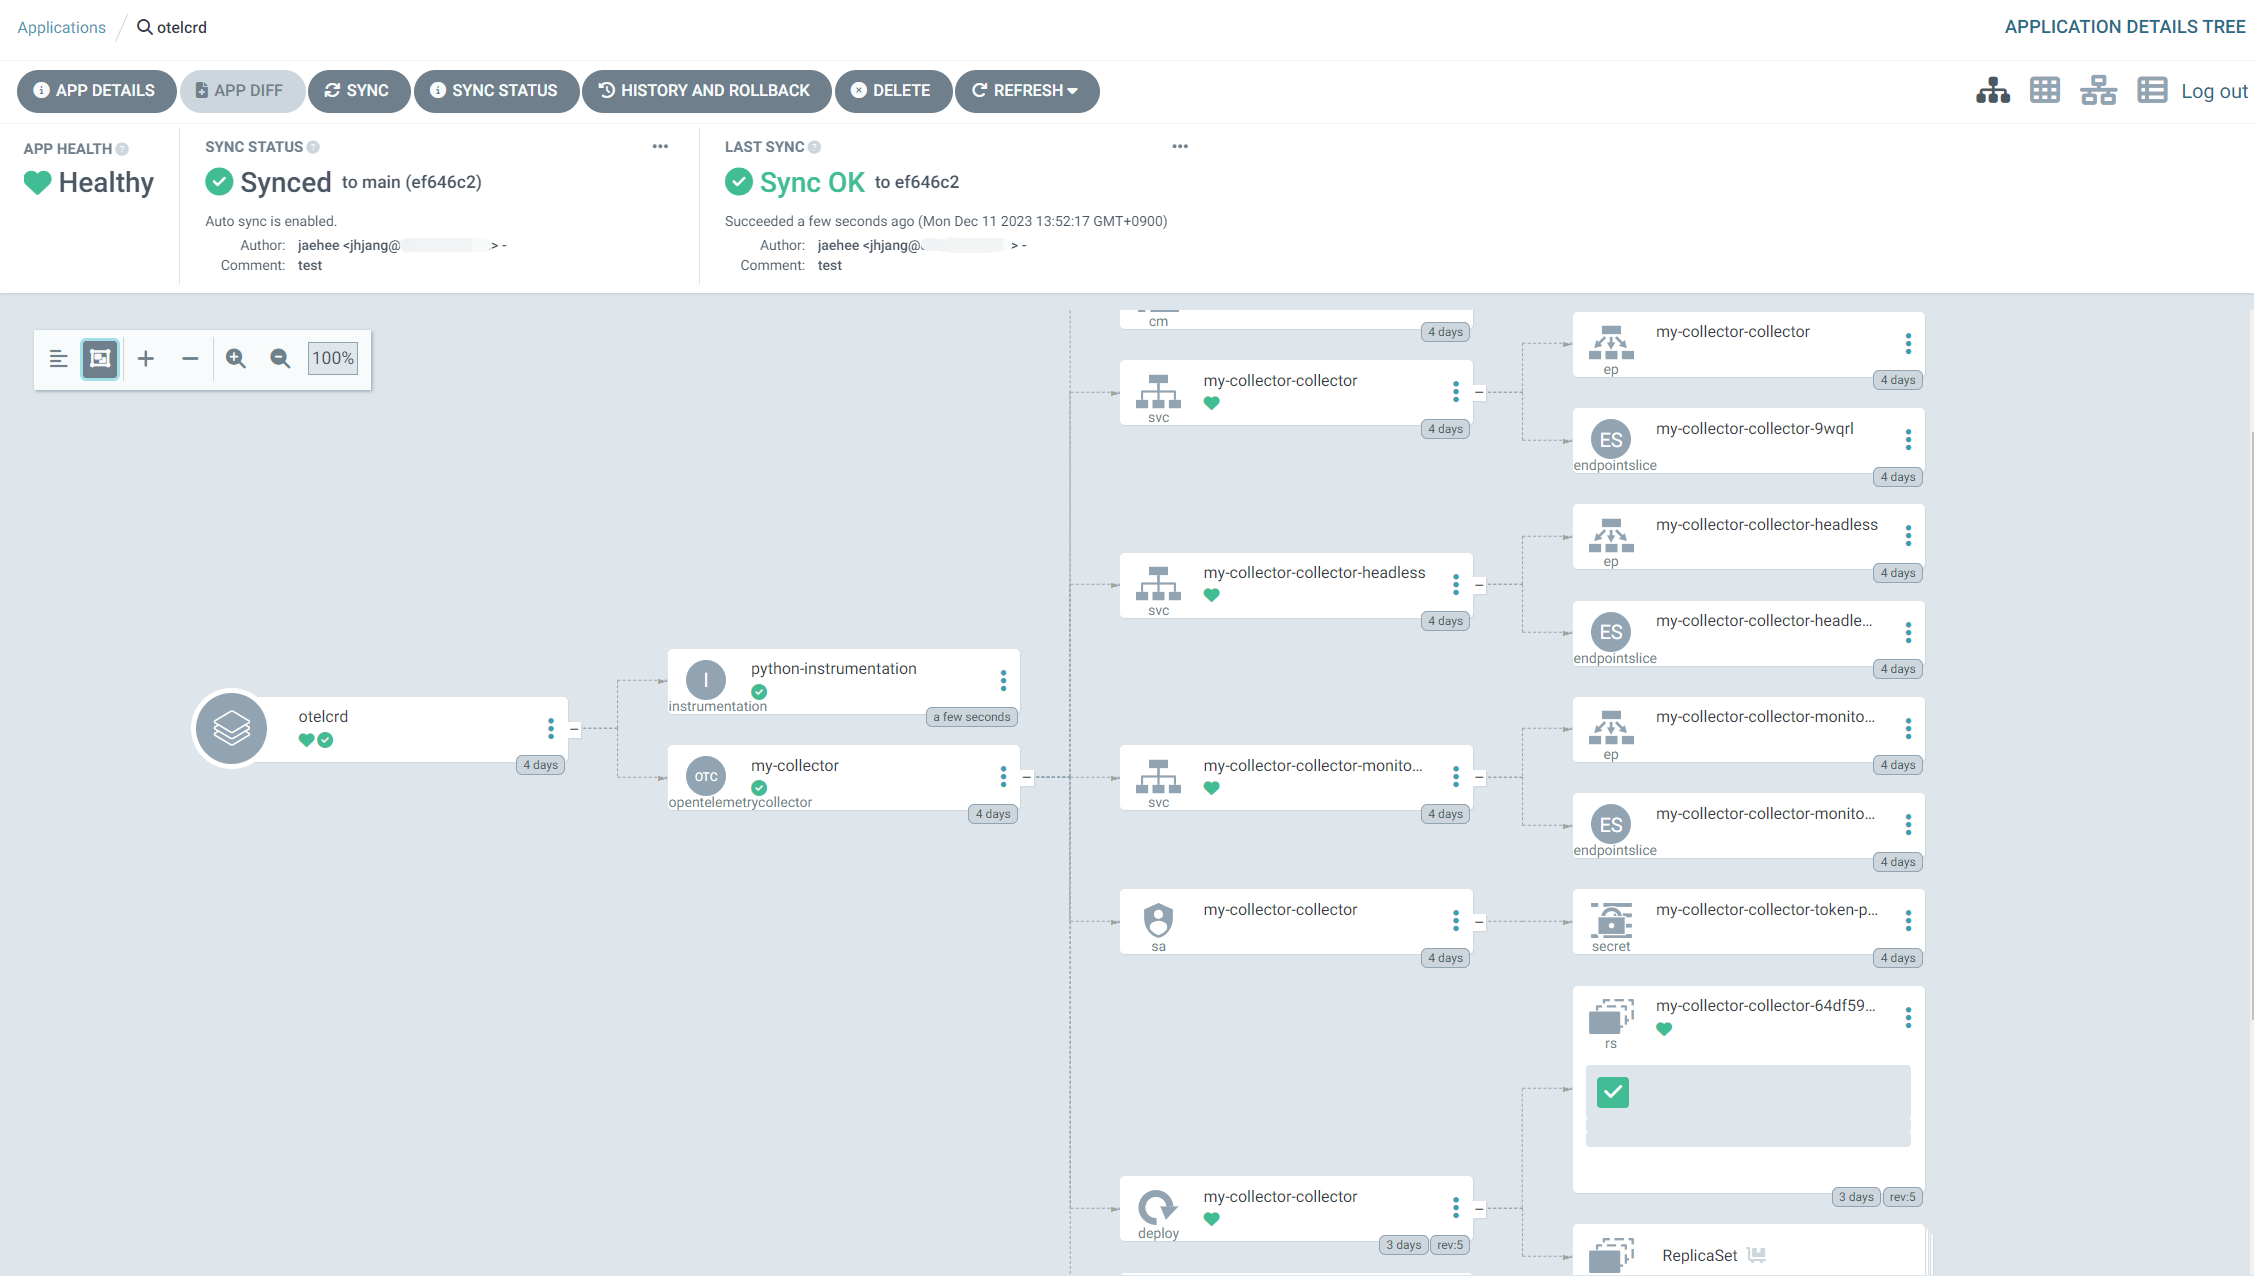 Applications / otelcrd
APPLICATION DETAILS TREE
APP DETAILS
APP DIFF
SYNC
SYNC STATUS
HISTORY AND ROLLBACK
DELETE
REFRESH
Log out
APP HEALTH
Healthy
SYNC STATUS
Synced to main (ef646c2)
Auto sync is enabled.
Author: jaehee <jhjang@ > -
Comment: test
LAST SYNC
Sync OK to ef646c2
Succeeded a few seconds ago (Mon Dec 11 2023 13:52:17 GMT+0900)
Author: jaehee <jhjang@ > -
Comment: test
100%
otelcrd
4 days
I
instrumentation
python-instrumentation
a few seconds
OTC
opentelemetrycollector
my-collector
4 days
cm
4 days
my-collector-collector
svc
4 days
my-collector-collector-headless
svc
4 days
my-collector-collector-monito...
svc
4 days
my-collector-collector
sa
4 days
my-collector-collector
deploy
3 days
rev:5
my-collector-collector
ep
4 days
my-collector-collector-9wqrl
ES
endpointslice
4 days
my-collector-collector-headless
ep
4 days
my-collector-collector-headle...
ES
endpointslice
4 days
my-collector-collector-monito...
ep
4 days
my-collector-collector-monito...
ES
endpointslice
4 days
my-collector-collector-token-p...
secret
4 days
my-collector-collector-64df59...
rs
3 days
rev:5
ReplicaSet